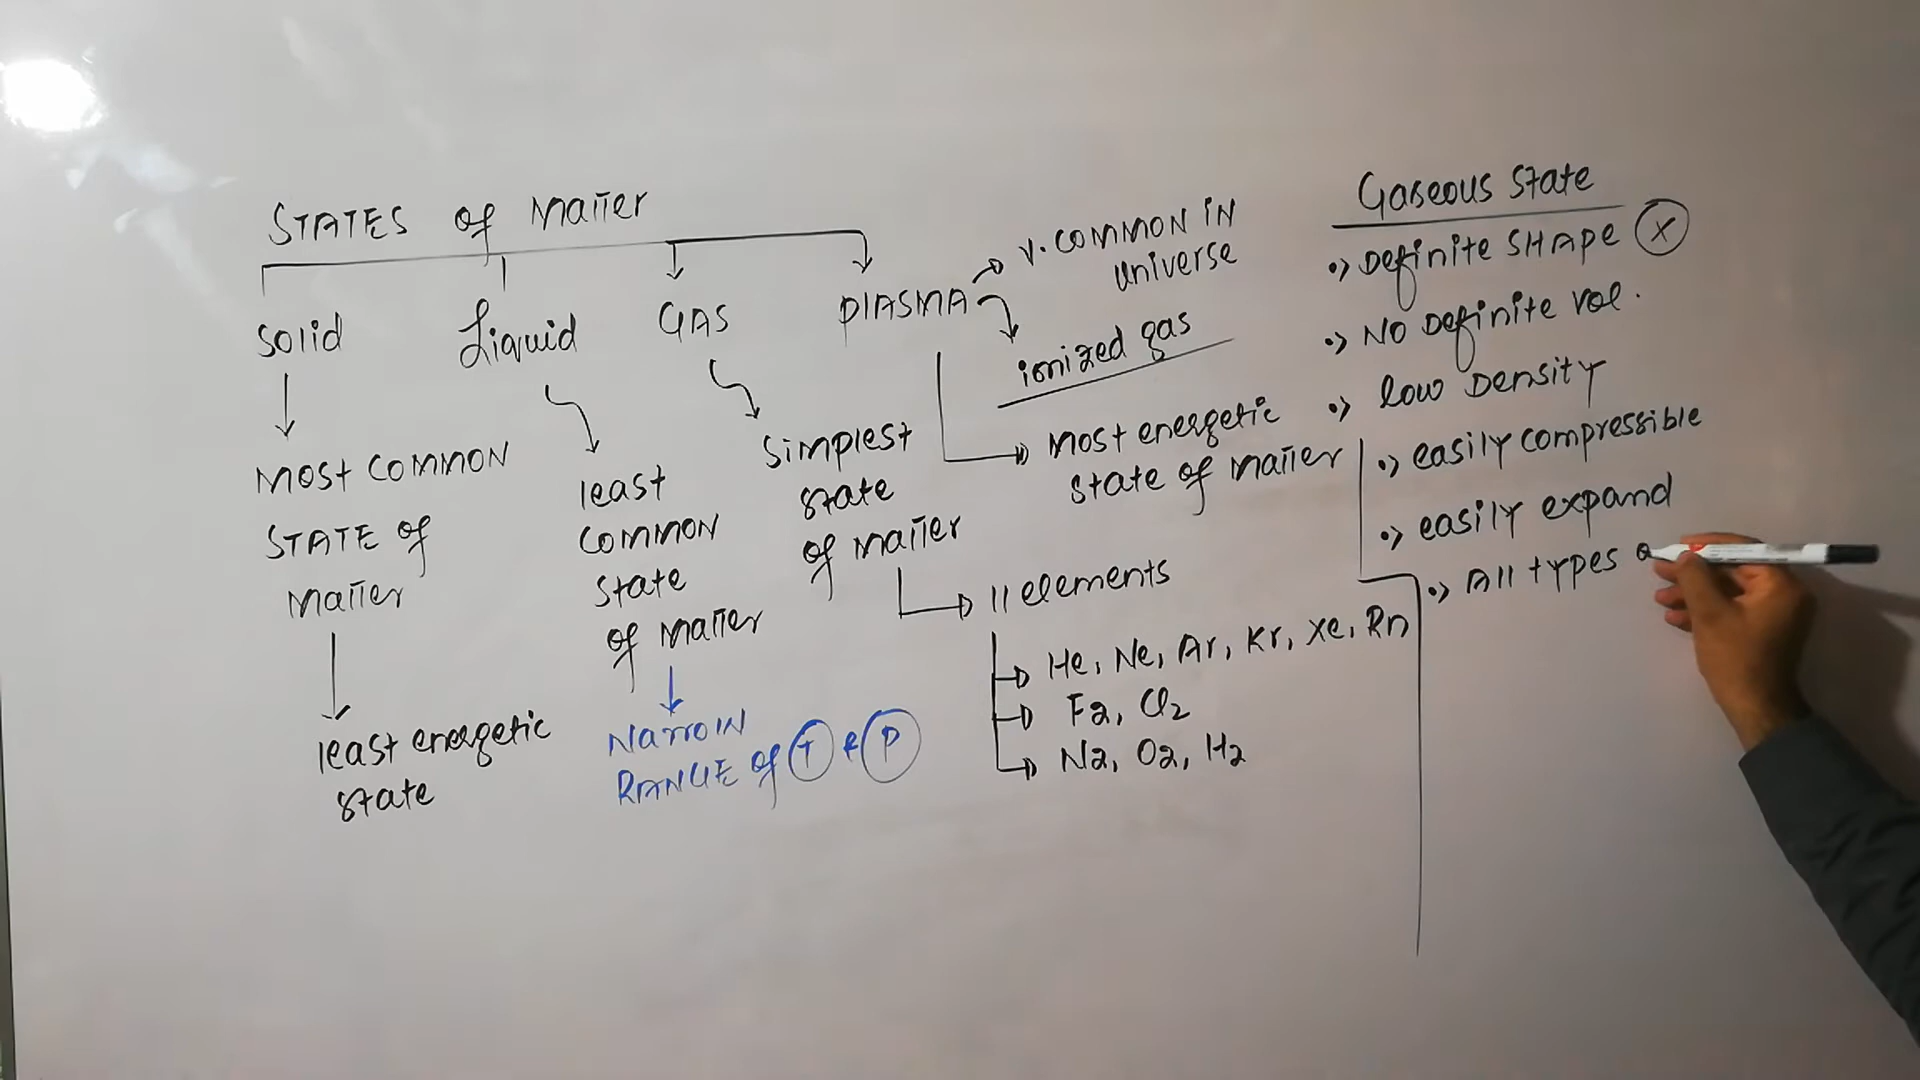 STATES of Matter
Solid
Liquid
GAS
PlASMA
v. COMMON IN
universe
ionized gas
Most energetic
state of matter
Most Common
STATE of
Matter
least energetic
state
least
common
state
of matter
Narrow
RANGE of T & P
Simplest
state
of matter
11 elements
He, Ne, Ar, Kr, Xe, Rn
F2, Cl2
N2, O2, H2
Gaseous state
Definite SHApe X
NO Definite vol.
low Density
easily compressible
easily expand
All types